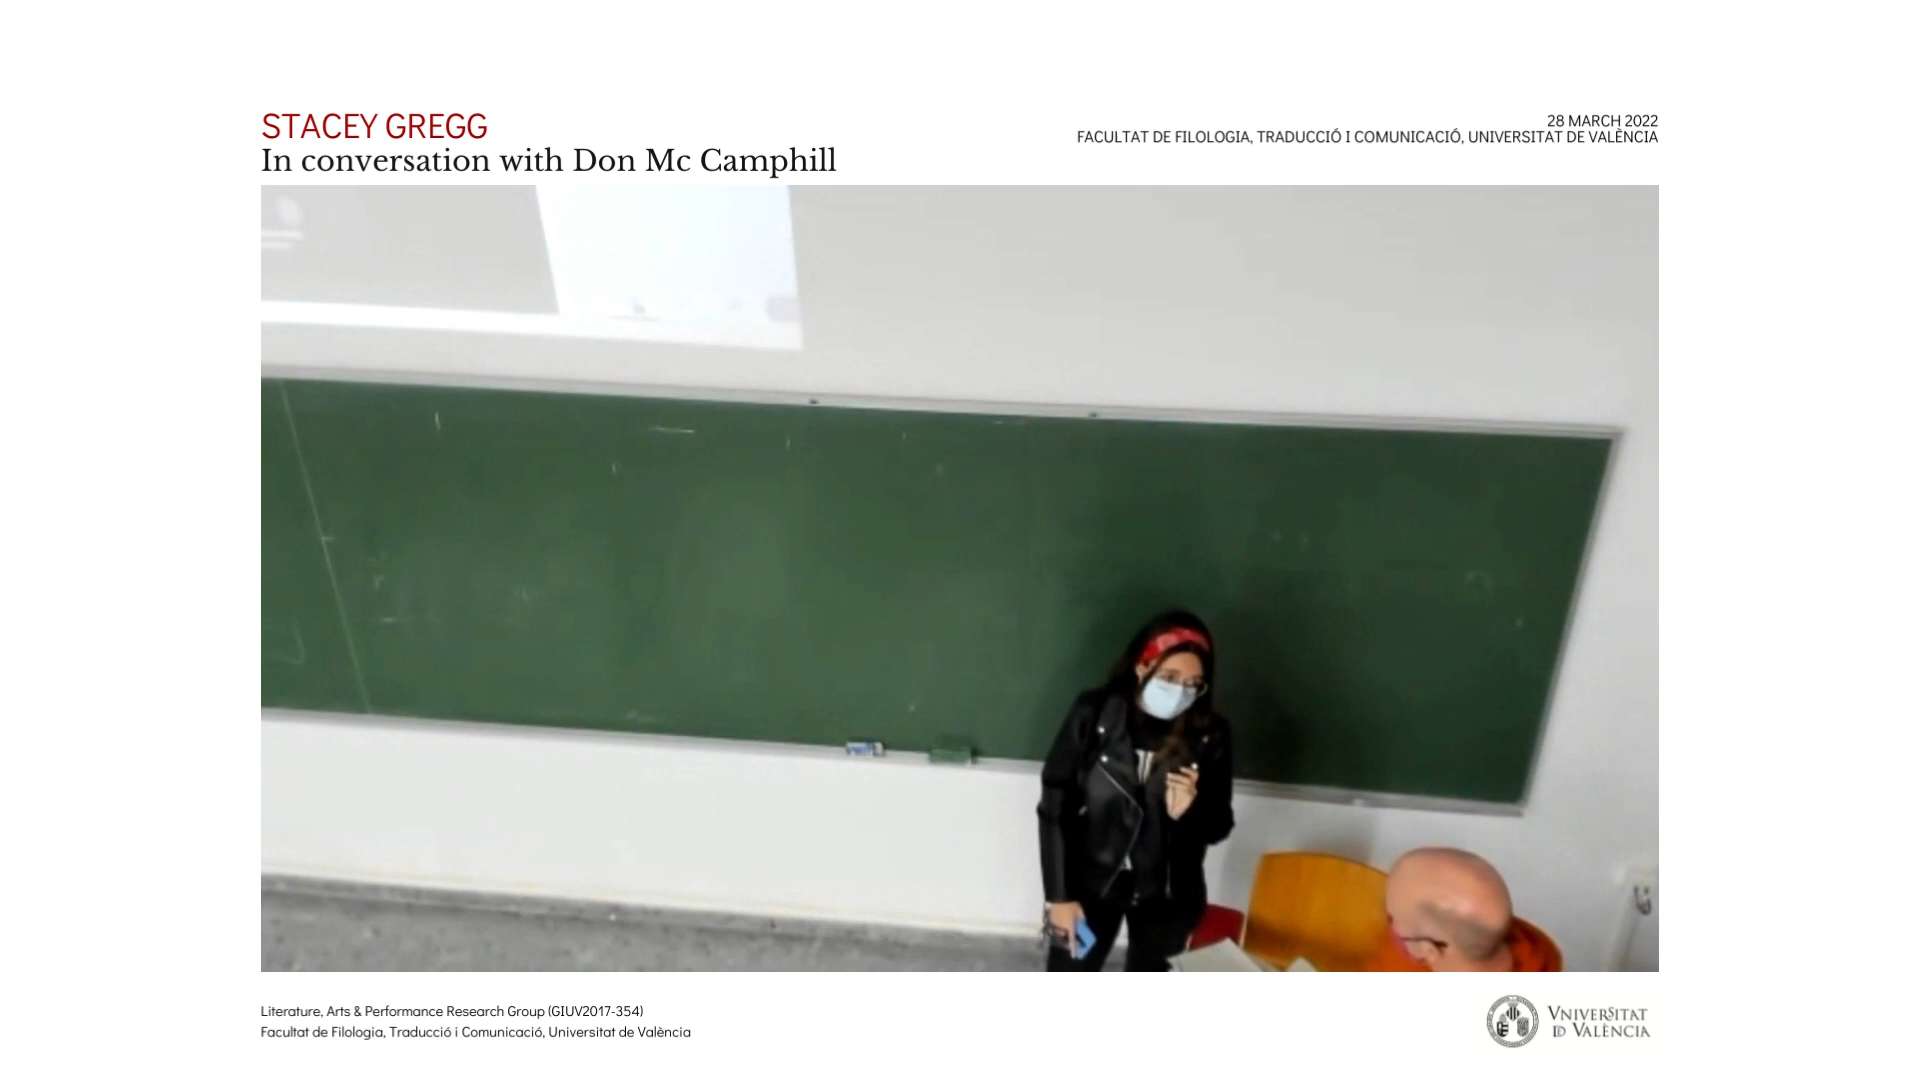 STACEY GREGG
In conversation with Don Mc Camphill
28 MARCH 2022
FACULTAT DE FILOLOGIA, TRADUCCIÓ I COMUNICACIÓ, UNIVERSITAT DE VALÈNCIA
Literature, Arts & Performance Research Group (GIUV2017-354)
Facultat de Filologia, Traducció i Comunicació, Universitat de València
VNIVERSITAT
ID VALÈNCIA